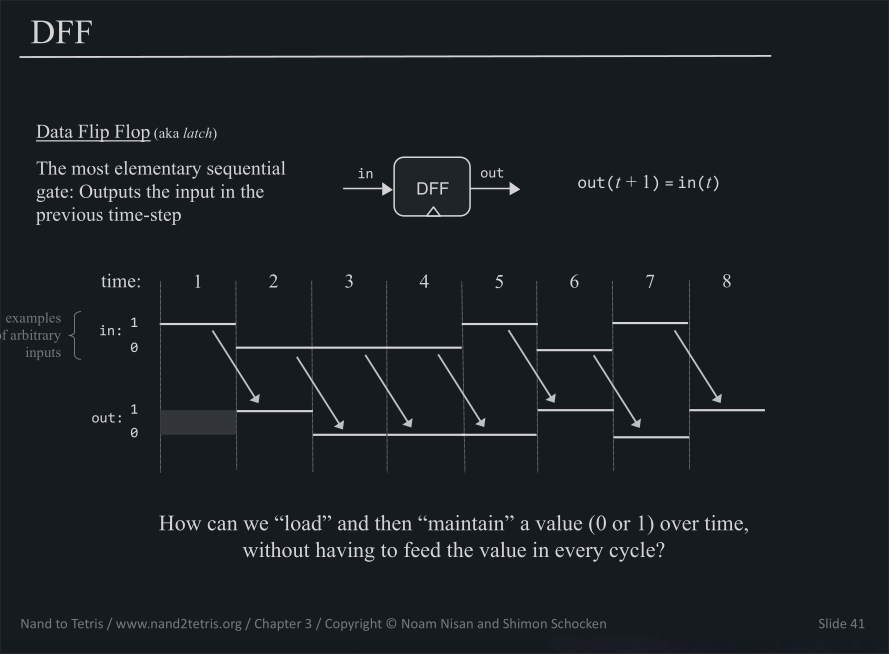 DFF
Data Flip Flop (aka latch)
The most elementary sequential
gate: Outputs the input in the
previous time-step
in
DFF
out
out(t + 1) = in(t)
time: 1 2 3 4 5 6 7 8
examples
of arbitrary
inputs
in: 1
0
out: 1
0
How can we “load” and then “maintain” a value (0 or 1) over time,
without having to feed the value in every cycle?
Nand to Tetris / www.nand2tetris.org / Chapter 3 / Copyright © Noam Nisan and Shimon Schocken
Slide 41